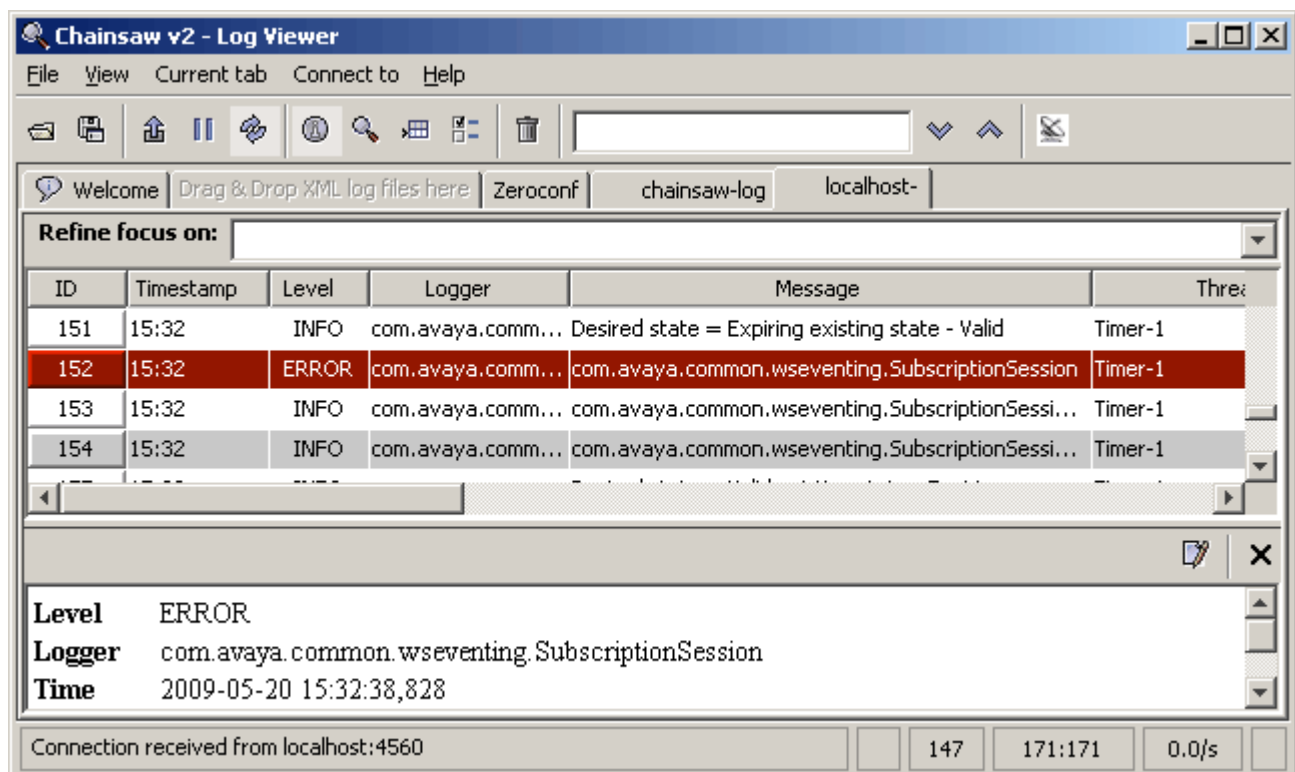 Chainsaw v2 - Log Viewer
File View Current tab Connect to Help
Welcome Drag & Drop XML log files here Zeroconf chainsaw-log localhost-
Refine focus on:
ID Timestamp Level Logger Message Threa
151 15:32 INFO com.avaya.comm... Desired state = Expiring existing state - Valid Timer-1
152 15:32 ERROR com.avaya.comm... com.avaya.common.wseventing.SubscriptionSession Timer-1
153 15:32 INFO com.avaya.comm... com.avaya.common.wseventing.SubscriptionSessi... Timer-1
154 15:32 INFO com.avaya.comm... com.avaya.common.wseventing.SubscriptionSessi... Timer-1
Level ERROR
Logger com.avaya.common.wseventing.SubscriptionSession
Time 2009-05-20 15:32:38,828
Connection received from localhost:4560 147 171:171 0.0/s